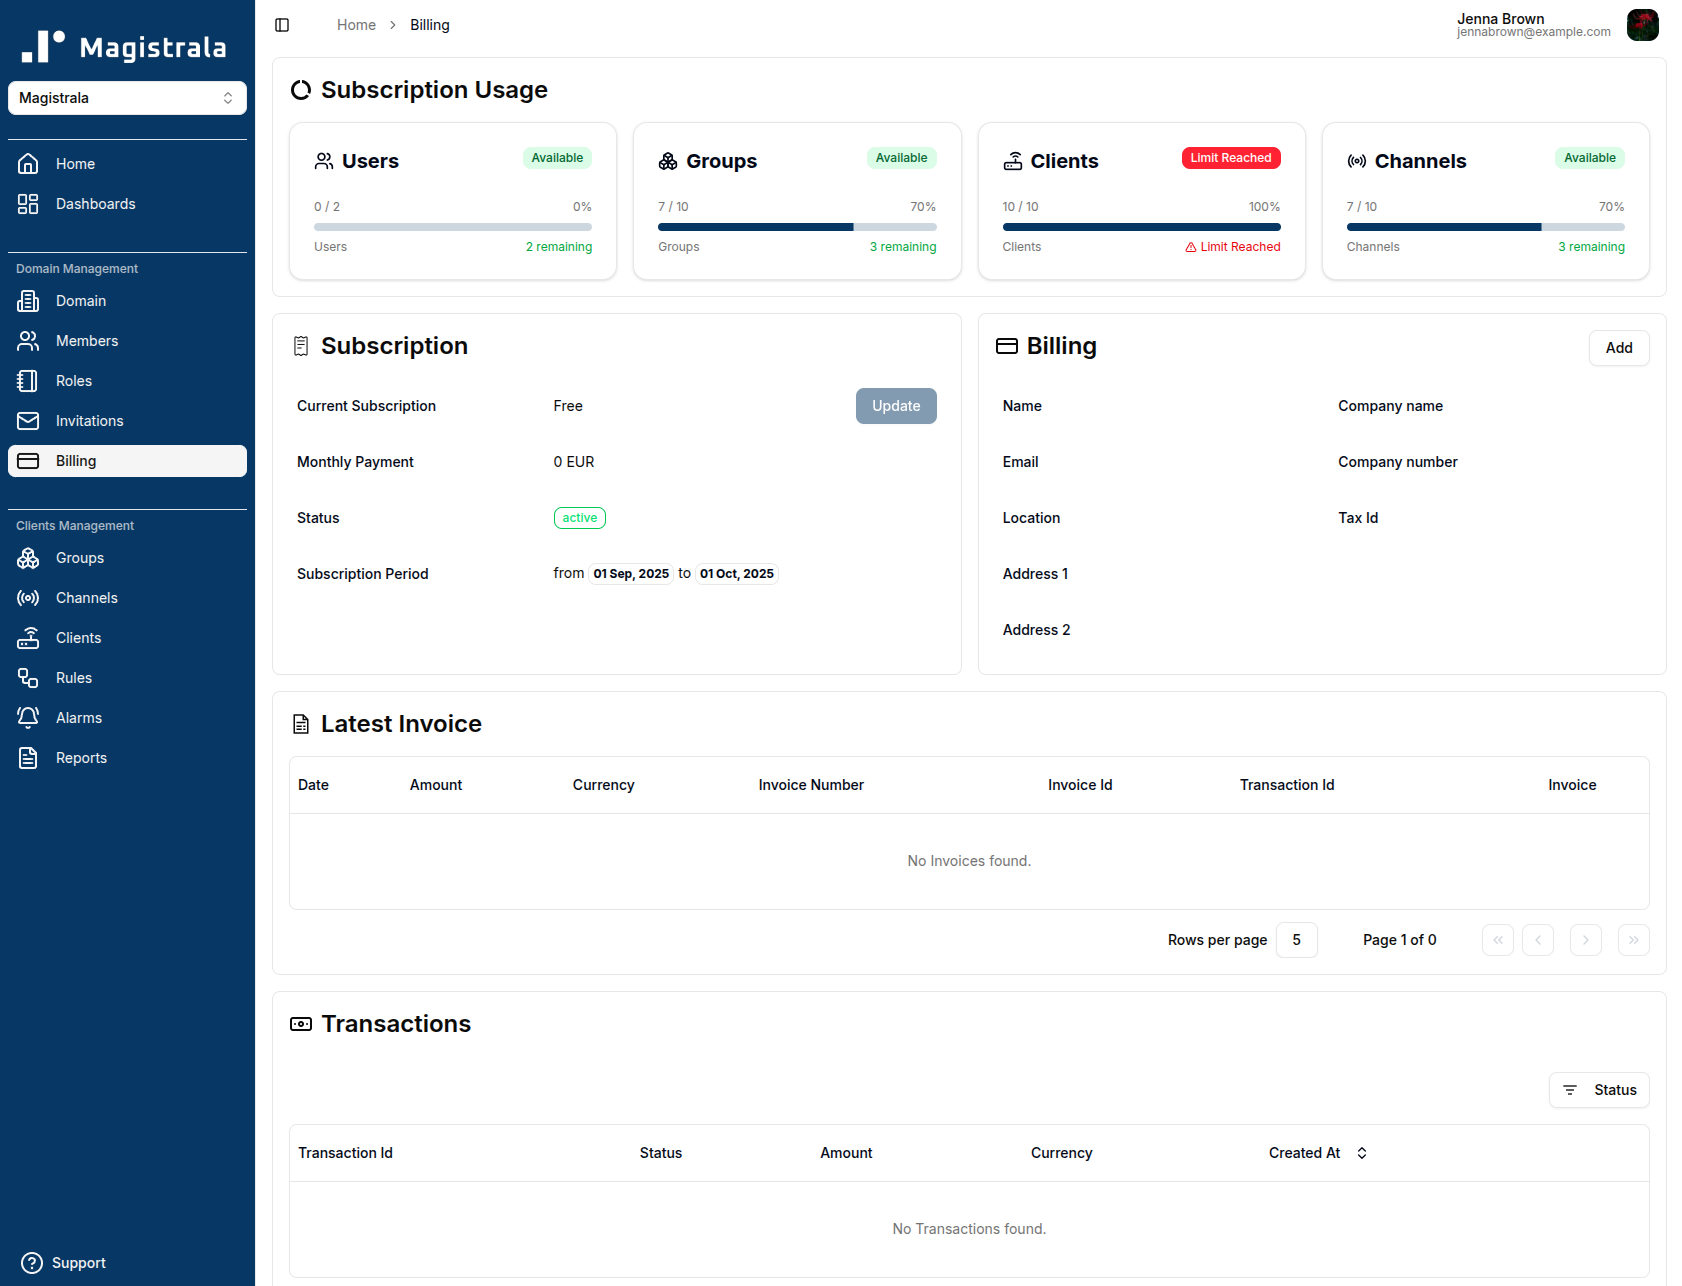 Magistrala
Magistrala
Home
Dashboards
Domain Management
Domain
Members
Roles
Invitations
Billing
Clients Management
Groups
Channels
Clients
Rules
Alarms
Reports
Support
Home > Billing
Jenna Brown
jennabrown@example.com
Subscription Usage
Users Available
0 / 2 0%
Users 2 remaining
Groups Available
7 / 10 70%
Groups 3 remaining
Clients Limit Reached
10 / 10 100%
Clients Limit Reached
Channels Available
7 / 10 70%
Channels 3 remaining
Subscription
Current Subscription Free Update
Monthly Payment 0 EUR
Status active
Subscription Period from 01 Sep, 2025 to 01 Oct, 2025
Billing Add
Name Company name
Email Company number
Location Tax Id
Address 1
Address 2
Latest Invoice
Date Amount Currency Invoice Number Invoice Id Transaction Id Invoice
No Invoices found.
Rows per page 5 Page 1 of 0
Transactions
Status
Transaction Id Status Amount Currency Created At
No Transactions found.